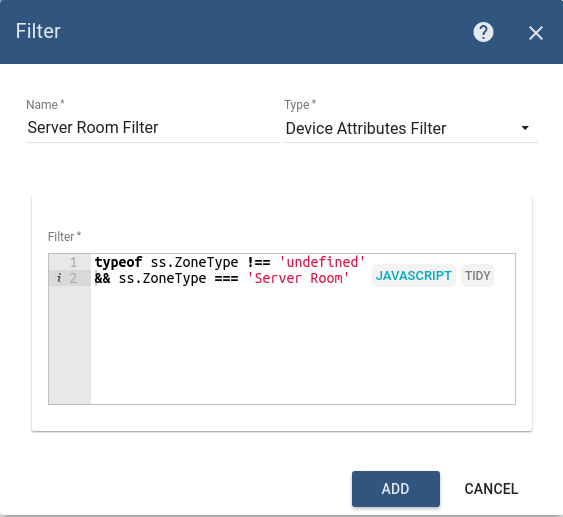 Filter
Name *
Type *
Server Room Filter
Device Attributes Filter
Filter *
1 typeof ss.ZoneType !== 'undefined'
i 2 && ss.ZoneType === 'Server Room'
JAVASCRIPT TIDY
ADD CANCEL